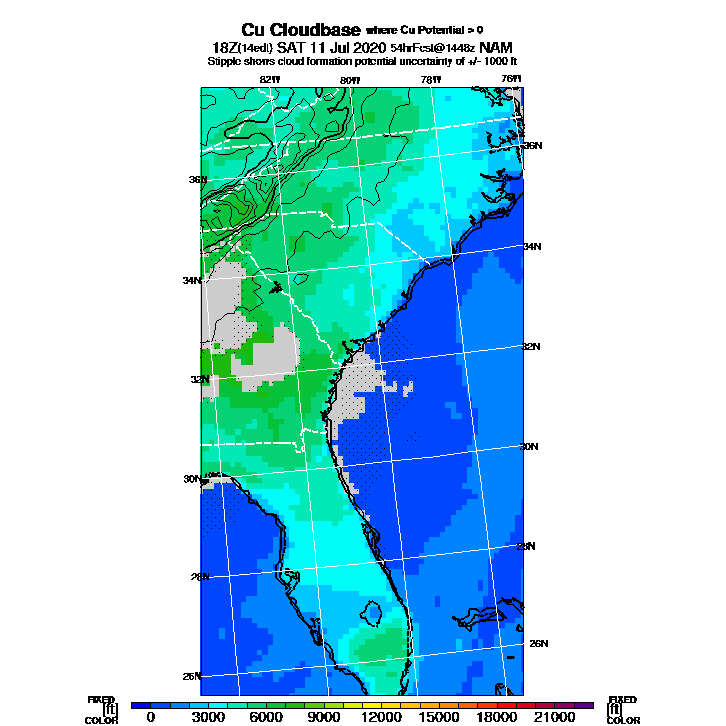 Cu Cloudbase where Cu Potential > 0
18Z(14edt) SAT 11 Jul 2020 54hrFcst@1448z NAM
Stipple shows cloud formation potential uncertainty of +/- 1000 ft
82W 80W 78W 76W
36N
36N
34N
34N
32N
32N
30N
30N
28N
28N
26N
26N
FIXED FIXED
[ft] [ft]
COLOR COLOR
0 3000 6000 9000 12000 15000 18000 21000